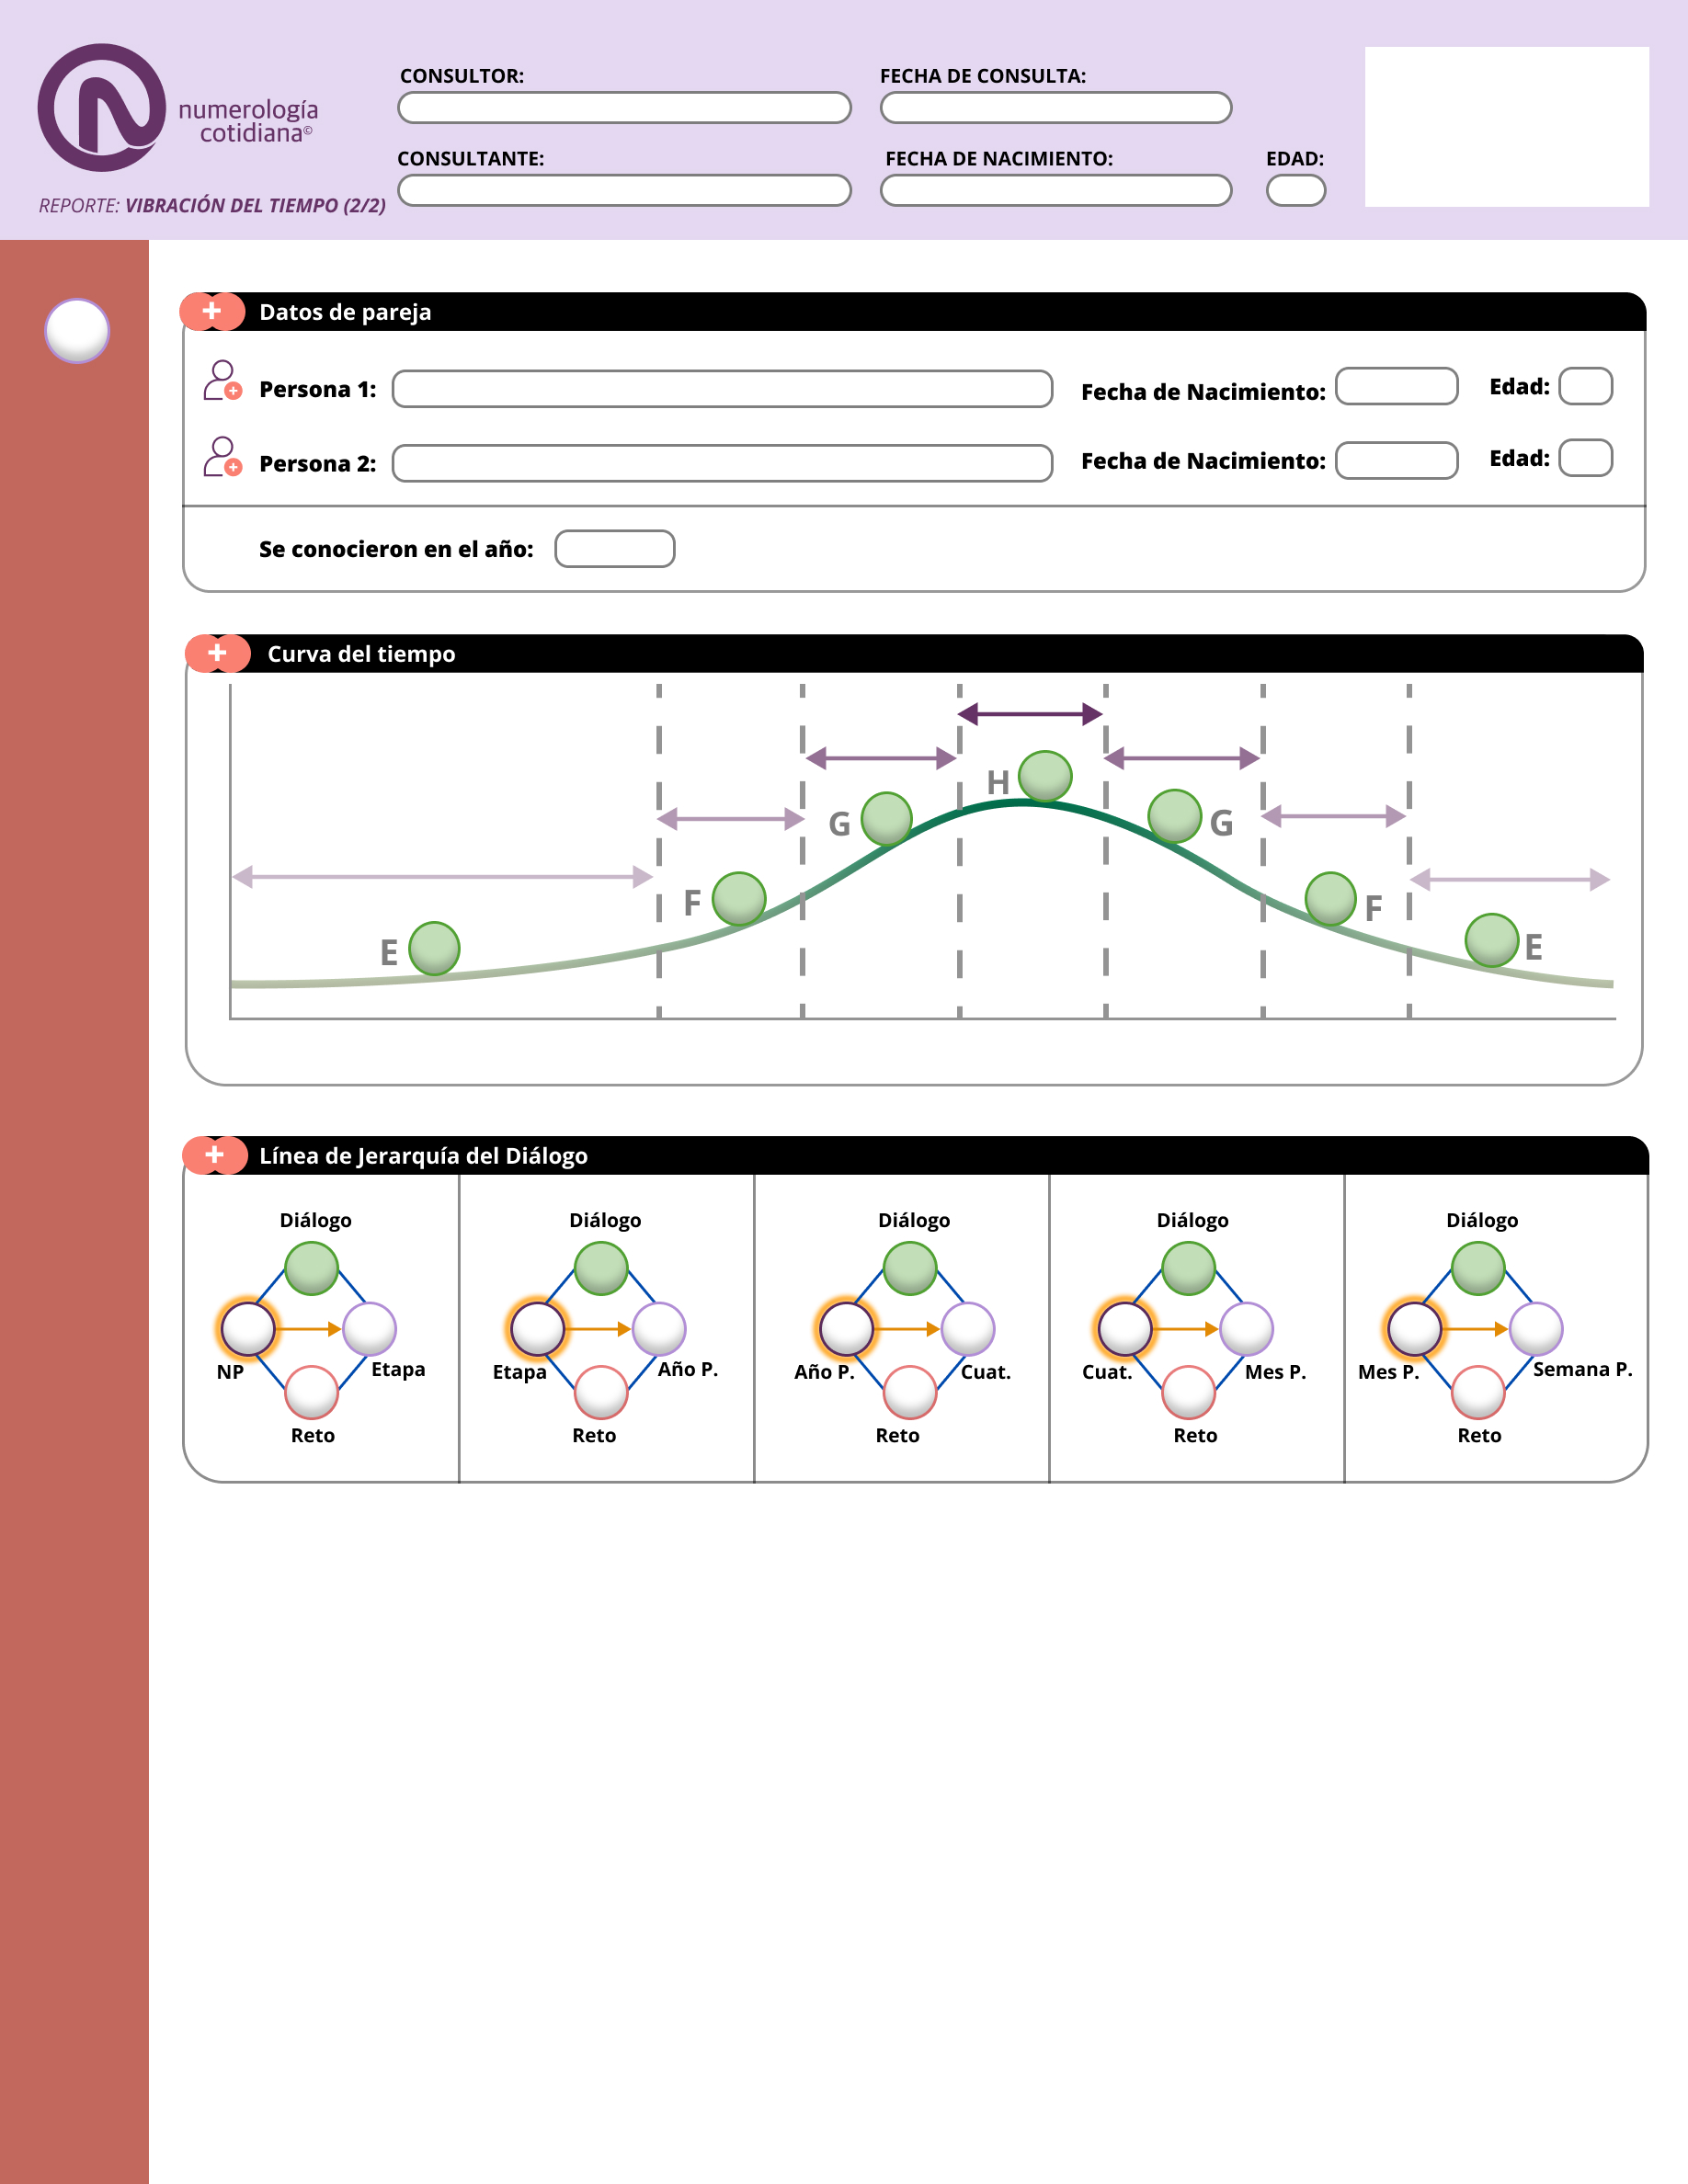 numerología
cotidiana©
REPORTE: VIBRACIÓN DEL TIEMPO (2/2)
CONSULTOR:
FECHA DE CONSULTA:
CONSULTANTE:
FECHA DE NACIMIENTO:
EDAD:
Datos de pareja
Persona 1:
Fecha de Nacimiento:
Edad:
Persona 2:
Fecha de Nacimiento:
Edad:
Se conocieron en el año:
Curva del tiempo
E
F
G
H
G
F
E
Línea de Jerarquía del Diálogo
Diálogo
NP
Etapa
Reto
Diálogo
Etapa
Año P.
Reto
Diálogo
Año P.
Cuat.
Reto
Diálogo
Cuat.
Mes P.
Reto
Diálogo
Mes P.
Semana P.
Reto